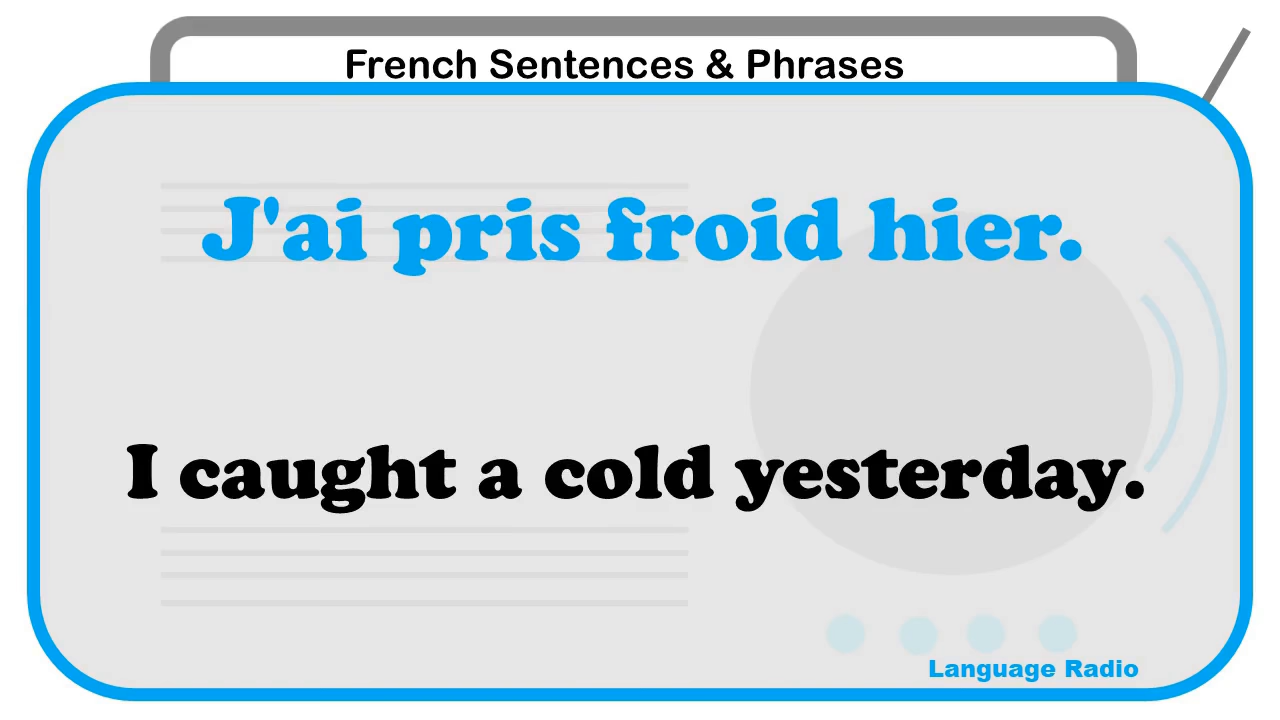 French Sentences & Phrases
J'ai pris froid hier.
I caught a cold yesterday.
Language Radio